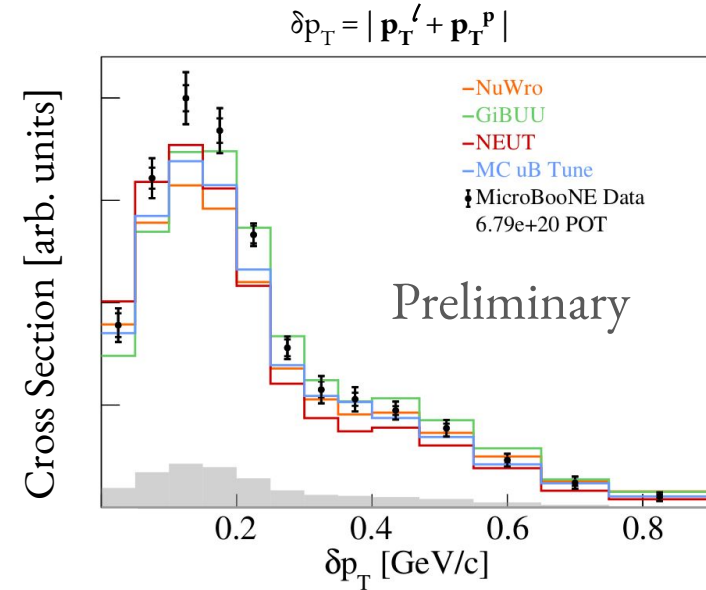 δp_T = | p_T^ℓ + p_T^p |
Cross Section [arb. units]
NuWro
GiBUU
NEUT
MC uB Tune
MicroBooNE Data
6.79e+20 POT
Preliminary
0.2 0.4 0.6 0.8
δp_T [GeV/c]